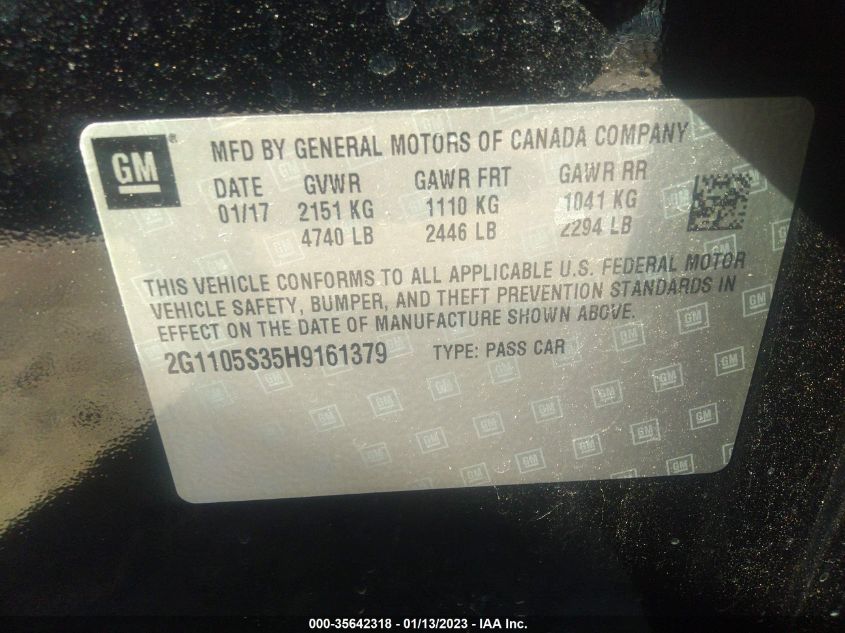 GM ® MFD BY GENERAL MOTORS OF CANADA COMPANY
DATE GVWR GAWR FRT GAWR RR
01/17 2151 KG 1110 KG 1041 KG
4740 LB 2446 LB 2294 LB
THIS VEHICLE CONFORMS TO ALL APPLICABLE U.S. FEDERAL MOTOR
VEHICLE SAFETY, BUMPER, AND THEFT PREVENTION STANDARDS IN
EFFECT ON THE DATE OF MANUFACTURE SHOWN ABOVE.
2G1105S35H9161379 TYPE: PASS CAR
000-35642318 - 01/13/2023 - IAA Inc.